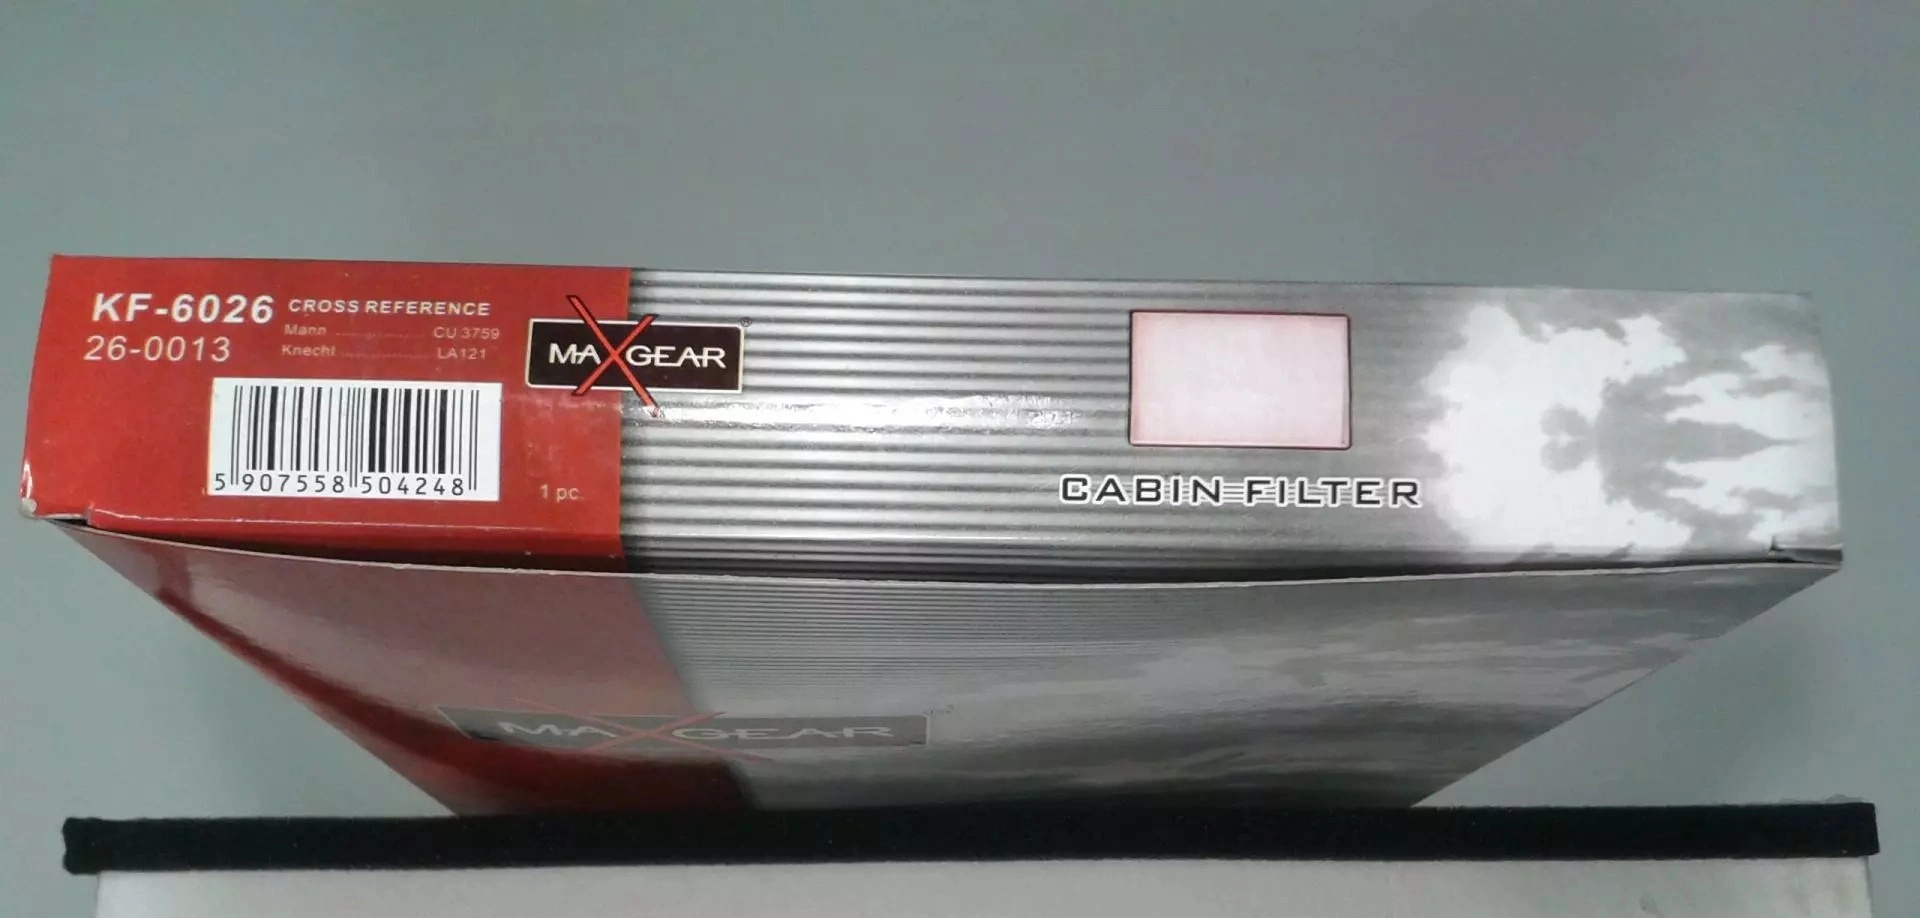 KF-6026 CROSS REFERENCE
26-0013
Mann ............ CU 3759
Knecht ............ LA121
MAXGEAR®
5 907558 504248
1 pc.
CABIN FILTER
MAXGEAR